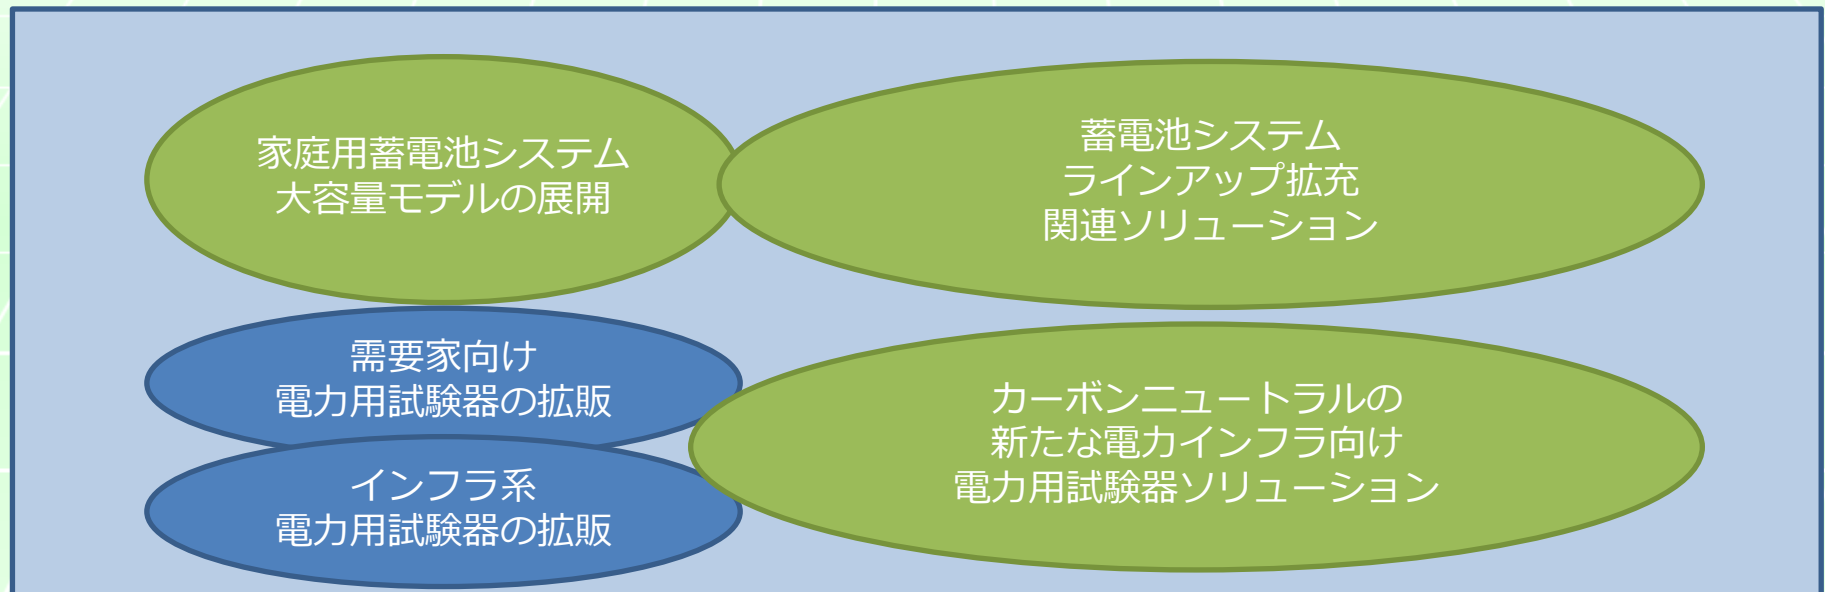 家庭用蓄電池システム
大容量モデルの展開
蓄電池システム
ラインアップ拡充
関連ソリューション
需要家向け
電力用試験器の拡販
インフラ系
電力用試験器の拡販
カーボンニュートラルの
新たな電力インフラ向け
電力用試験器ソリューション